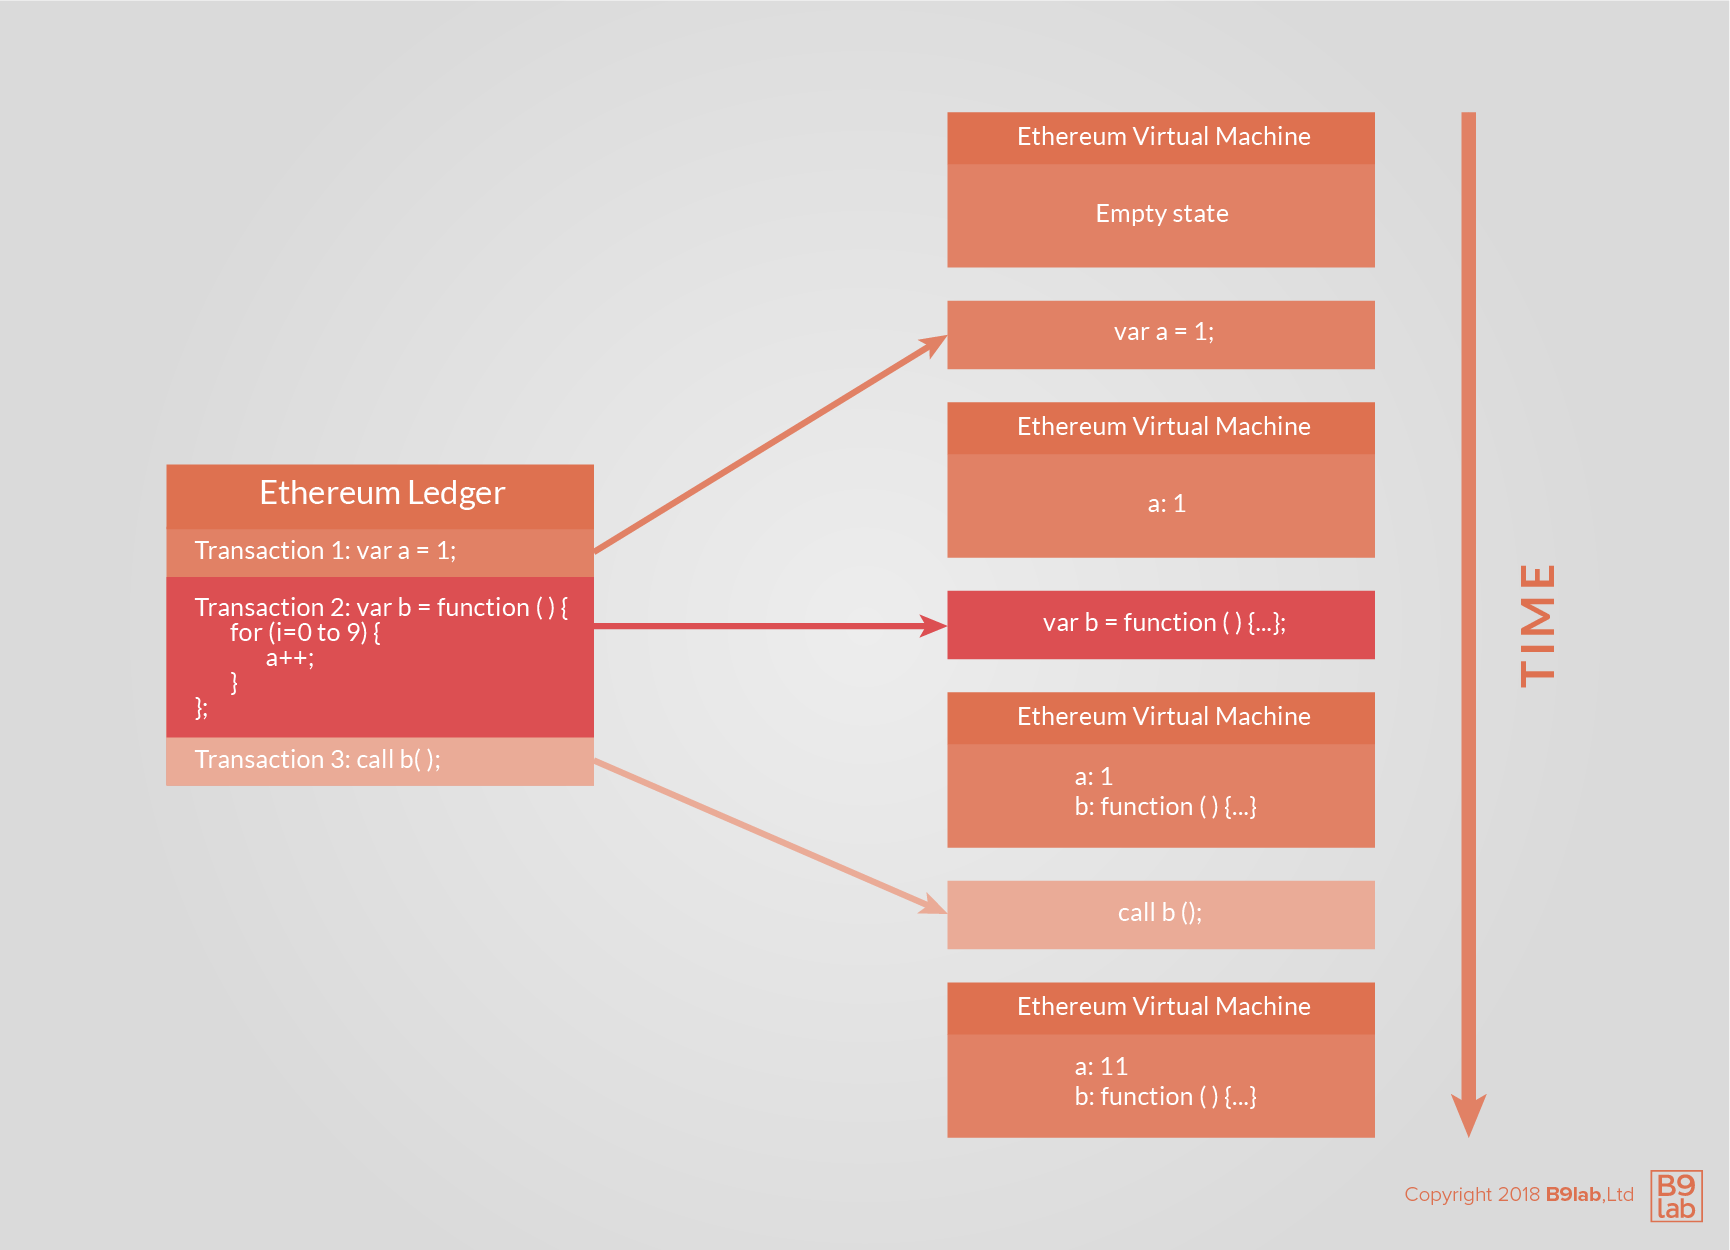 Ethereum Ledger
Transaction 1: var a = 1;
Transaction 2: var b = function ( ) {
for (i=0 to 9) {
a++;
}
};
Transaction 3: call b( );
Ethereum Virtual Machine
Empty state
var a = 1;
Ethereum Virtual Machine
a: 1
var b = function ( ) {...};
Ethereum Virtual Machine
a: 1
b: function ( ) {...}
call b ();
Ethereum Virtual Machine
a: 11
b: function ( ) {...}
TIME
Copyright 2018 B9lab,Ltd
B9
lab